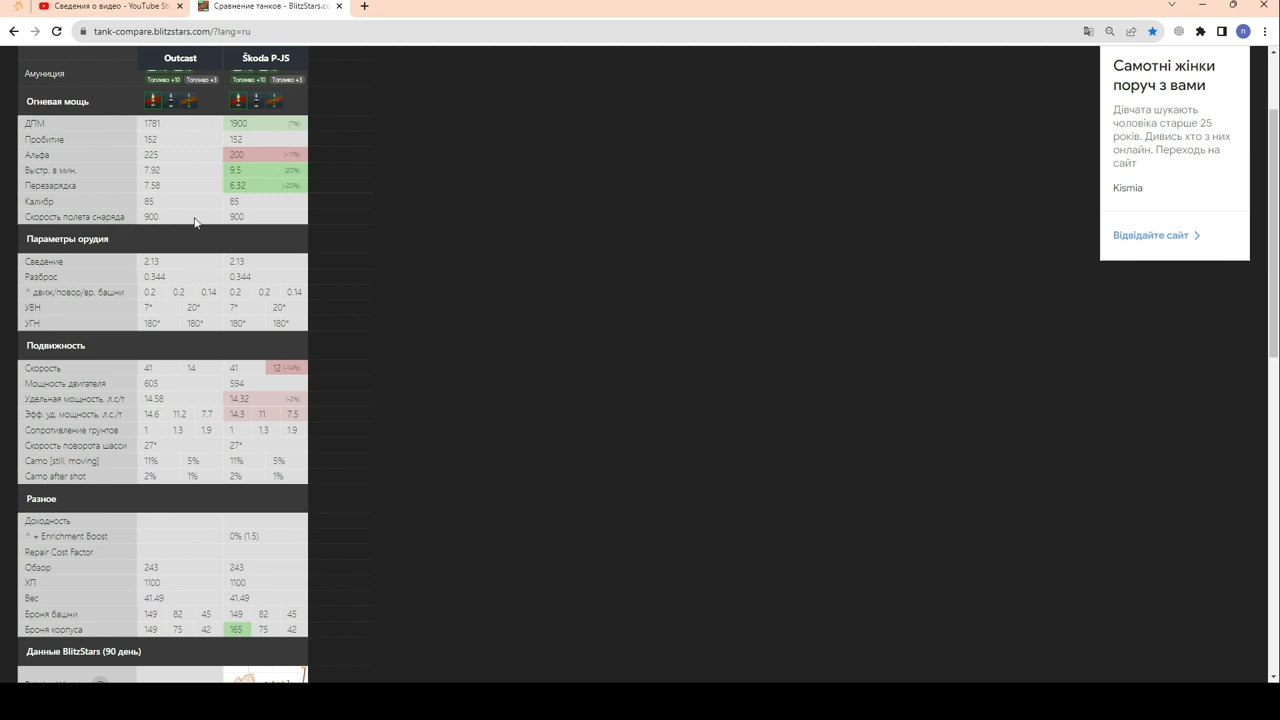 Сведения о видео - YouTube St
Сравнение танков - BlitzStars.co
tank-compare.blitzstars.com/?lang=ru
Outcast Škoda P-JS
Амуниция
Топливо +10 Топливо +3 Топливо +10 Топливо +3
Огневая мощь
ДПМ 1781 1900 (7%)
Пробитие 152 152
Альфа 225 200 (-11%)
Выстр. в мин. 7.92 9.5 (20%)
Перезарядка 7.58 6.32 (-20%)
Калибр 85 85
Скорость полета снаряда 900 900
Параметры орудия
Сведение 2.13 2.13
Разброс 0.344 0.344
^ движ/повор/вр. башни 0.2 0.2 0.14 0.2 0.2 0.14
УВН 7° 20° 7° 20°
УГН 180° 180° 180° 180°
Подвижность
Скорость 41 14 41 12 (-14%)
Мощность двигателя 605 594
Удельная мощность, л.с/т 14.58 14.32 (-2%)
Эфф. уд. мощность, л.с./т 14.6 11.2 7.7 14.3 11 7.5
Сопротивление грунтов 1 1.3 1.9 1 1.3 1.9
Скорость поворота шасси 27° 27°
Camo [still, moving] 11% 5% 11% 5%
Camo after shot 2% 1% 2% 1%
Разное
Доходность
^ + Enrichment Boost 0% (1.5)
Repair Cost Factor
Обзор 243 243
ХП 1100 1100
Вес 41.49 41.49
Броня башни 149 82 45 149 82 45
Броня корпуса 149 75 42 165 75 42
Данные BlitzStars (90 день)
Самотні жінки
поруч з вами
Дівчата шукають
чоловіка старше 25
років. Дивись хто з них
онлайн. Переходь на
сайт
Kismia
Відвідайте сайт